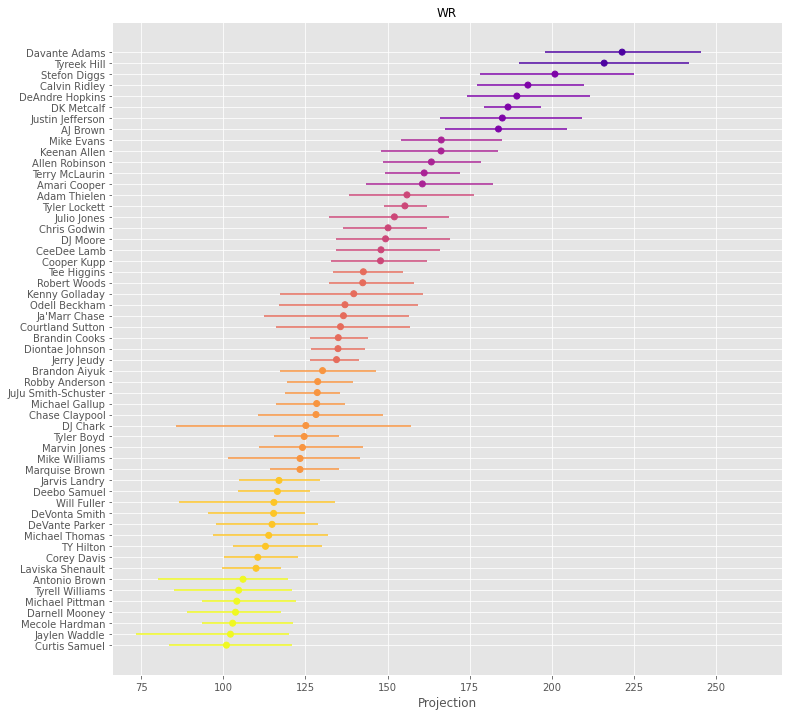 WR
Davante Adams
Tyreek Hill
Stefon Diggs
Calvin Ridley
DeAndre Hopkins
DK Metcalf
Justin Jefferson
AJ Brown
Mike Evans
Keenan Allen
Allen Robinson
Terry McLaurin
Amari Cooper
Adam Thielen
Tyler Lockett
Julio Jones
Chris Godwin
DJ Moore
CeeDee Lamb
Cooper Kupp
Tee Higgins
Robert Woods
Kenny Golladay
Odell Beckham
Ja'Marr Chase
Courtland Sutton
Brandin Cooks
Diontae Johnson
Jerry Jeudy
Brandon Aiyuk
Robby Anderson
JuJu Smith-Schuster
Michael Gallup
Chase Claypool
DJ Chark
Tyler Boyd
Marvin Jones
Mike Williams
Marquise Brown
Jarvis Landry
Deebo Samuel
Will Fuller
DeVonta Smith
DeVante Parker
Michael Thomas
TY Hilton
Corey Davis
Laviska Shenault
Antonio Brown
Tyrell Williams
Michael Pittman
Darnell Mooney
Mecole Hardman
Jaylen Waddle
Curtis Samuel
75 100 125 150 175 200 225 250
Projection